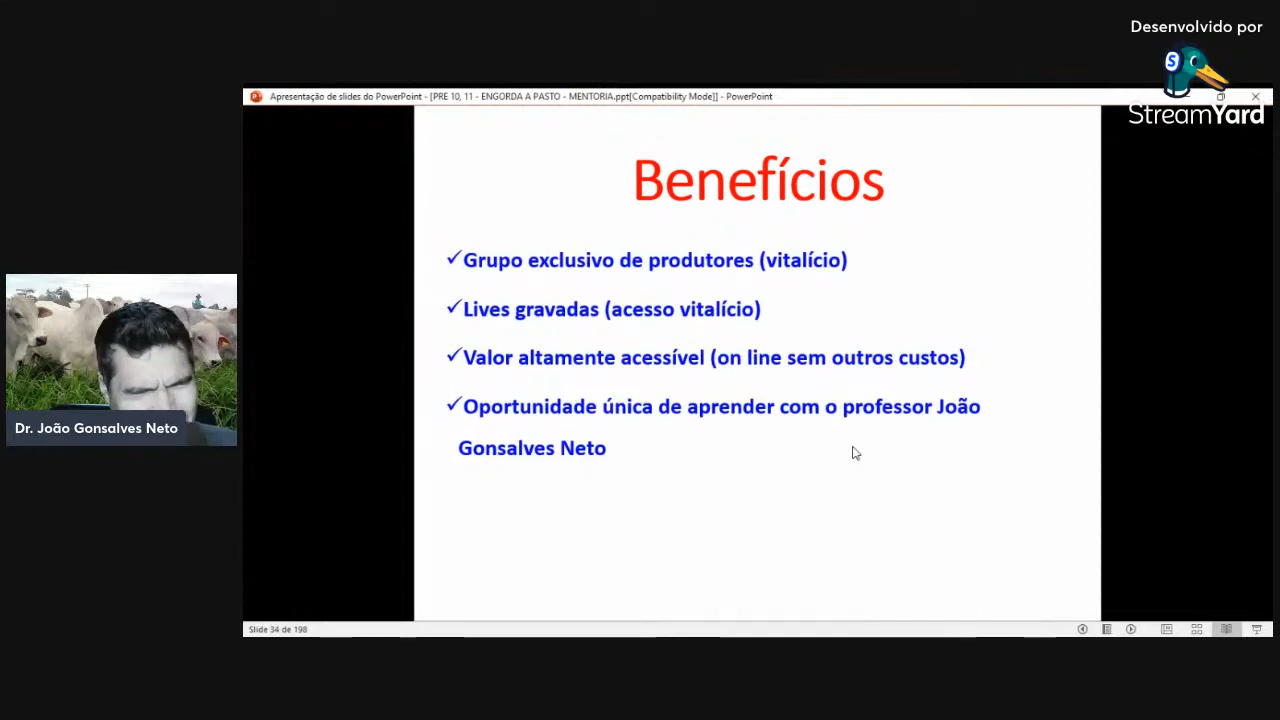 Desenvolvido por
StreamYard
Apresentação de slides do PowerPoint - [PRE 10, 11 - ENGORDA A PASTO - MENTORIA.ppt[Compatibility Mode]] - PowerPoint
Benefícios
✓Grupo exclusivo de produtores (vitalício)
✓Lives gravadas (acesso vitalício)
✓Valor altamente acessível (on line sem outros custos)
✓Oportunidade única de aprender com o professor João
Gonsalves Neto
Dr. João Gonsalves Neto
Slide 34 de 198